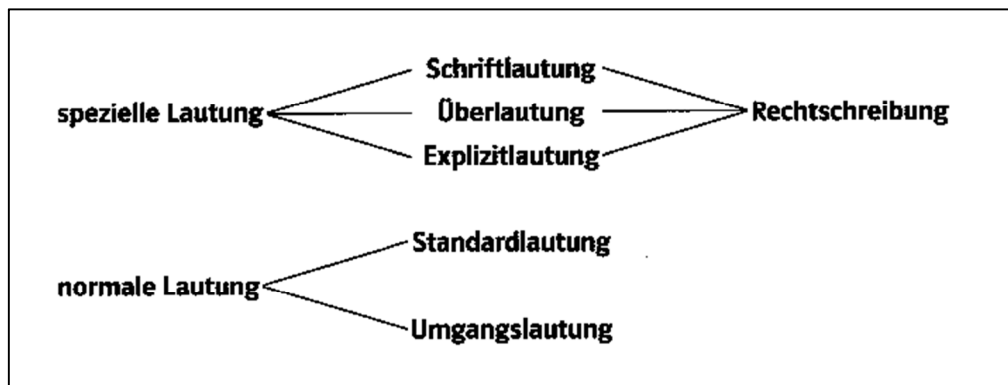 Schriftlautung
spezielle Lautung Überlautung Rechtschreibung
Explizitlautung
Standardlautung
normale Lautung
Umgangslautung